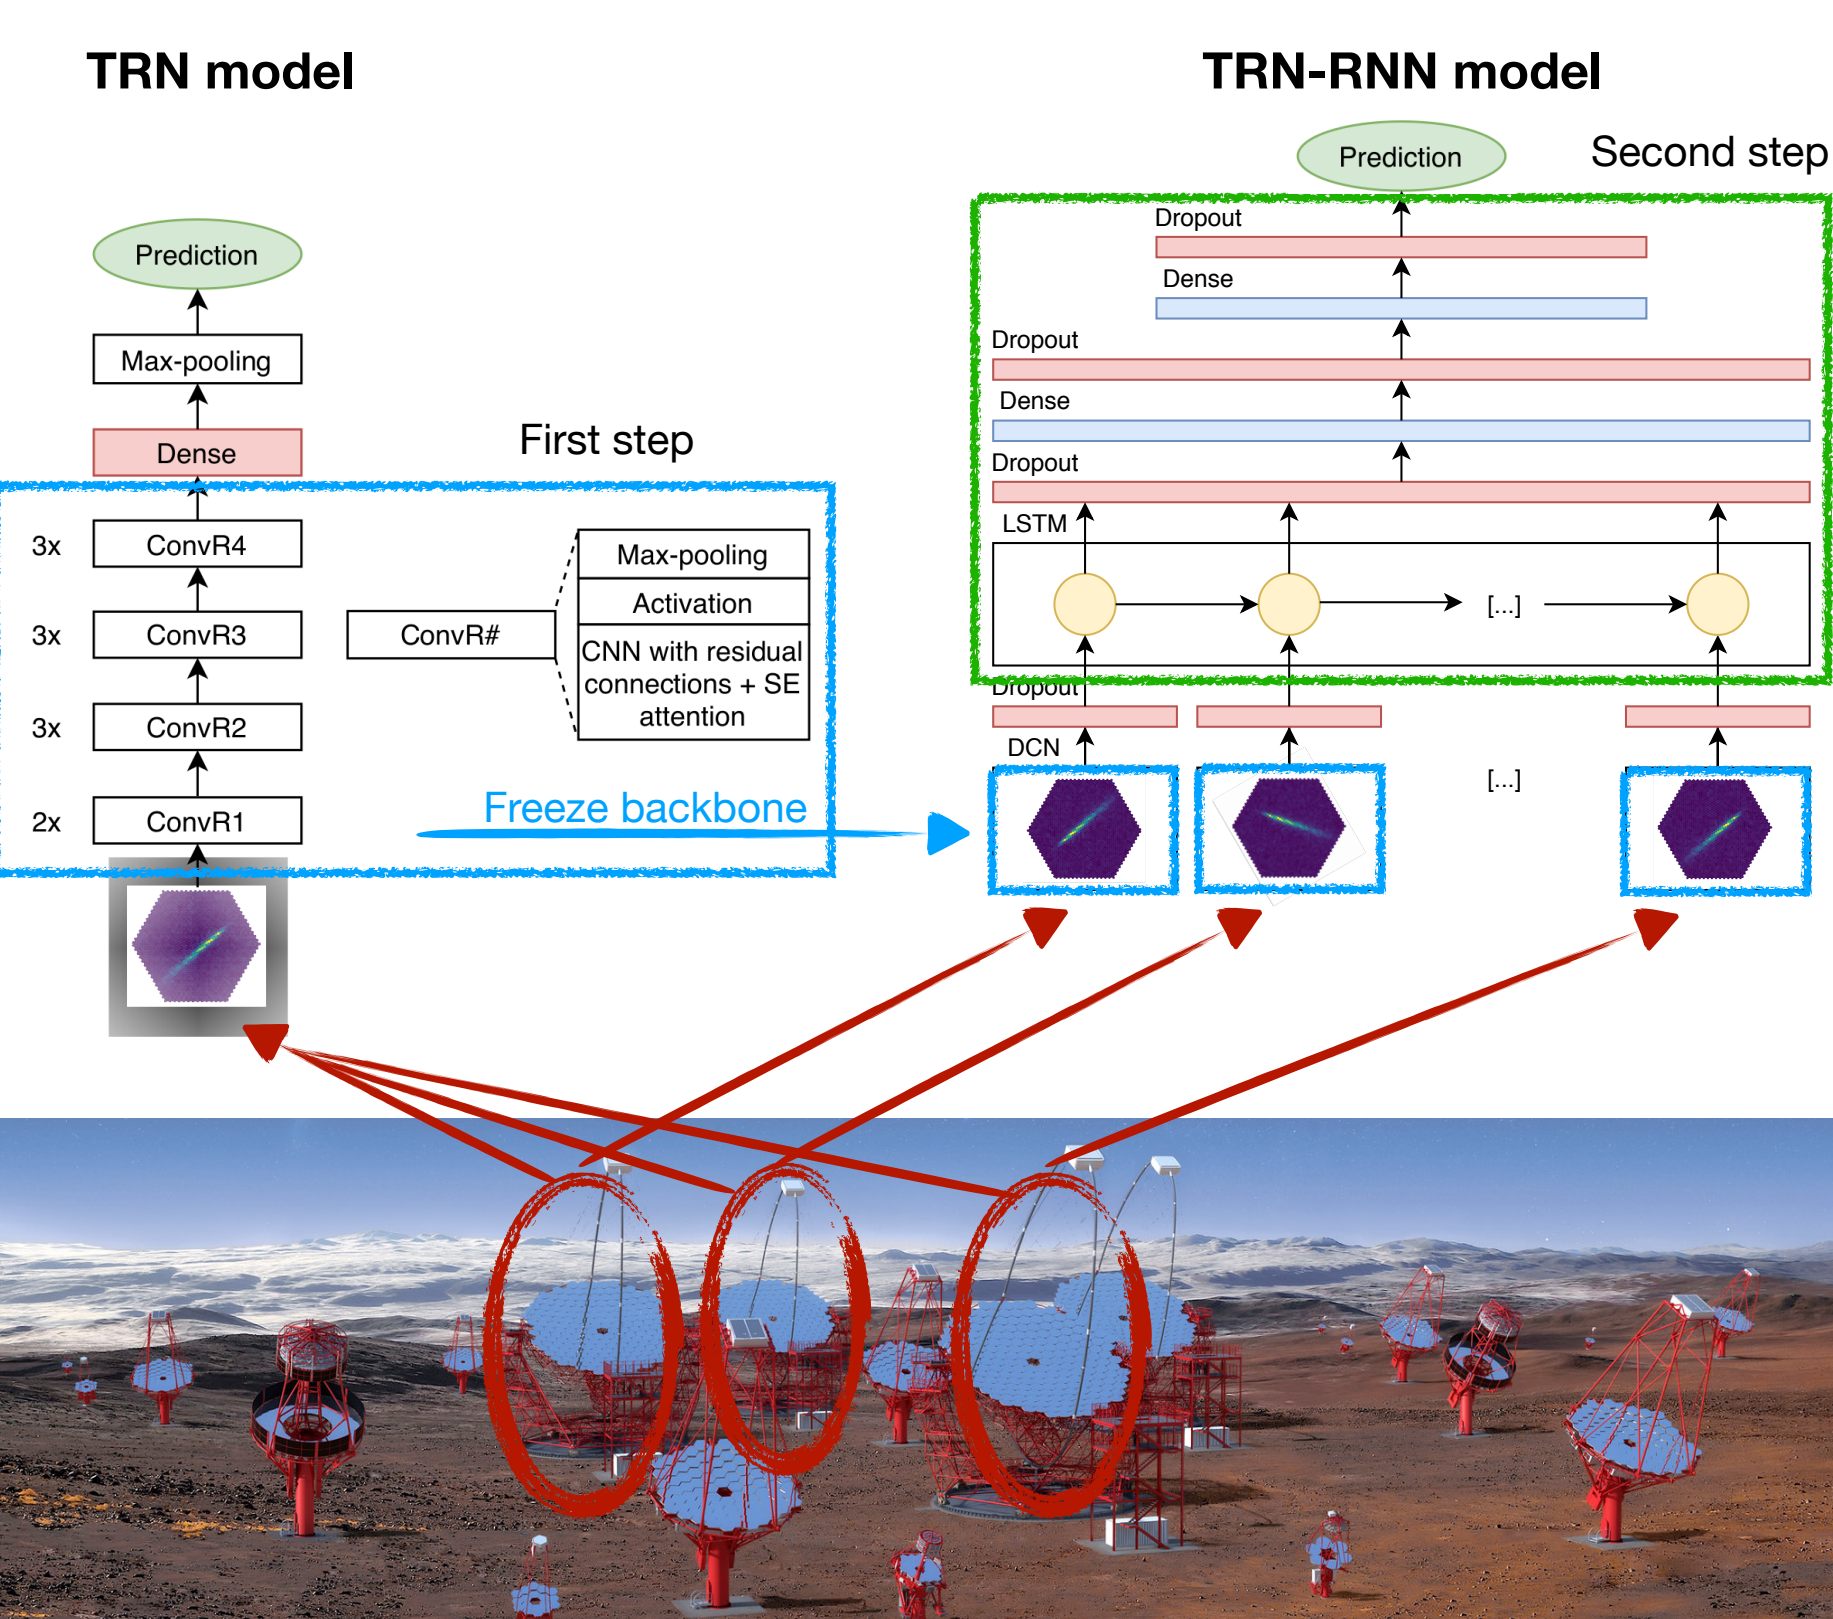 TRN model
Prediction
Max-pooling
Dense
First step
3x
ConvR4
3x
ConvR3
3x
ConvR2
2x
ConvR1
ConvR#
Max-pooling
Activation
CNN with residual
connections + SE
attention
Freeze backbone
TRN-RNN model
Second step
Prediction
Dropout
Dense
Dropout
Dense
Dropout
LSTM
[...]
Dropout
DCN
[...]